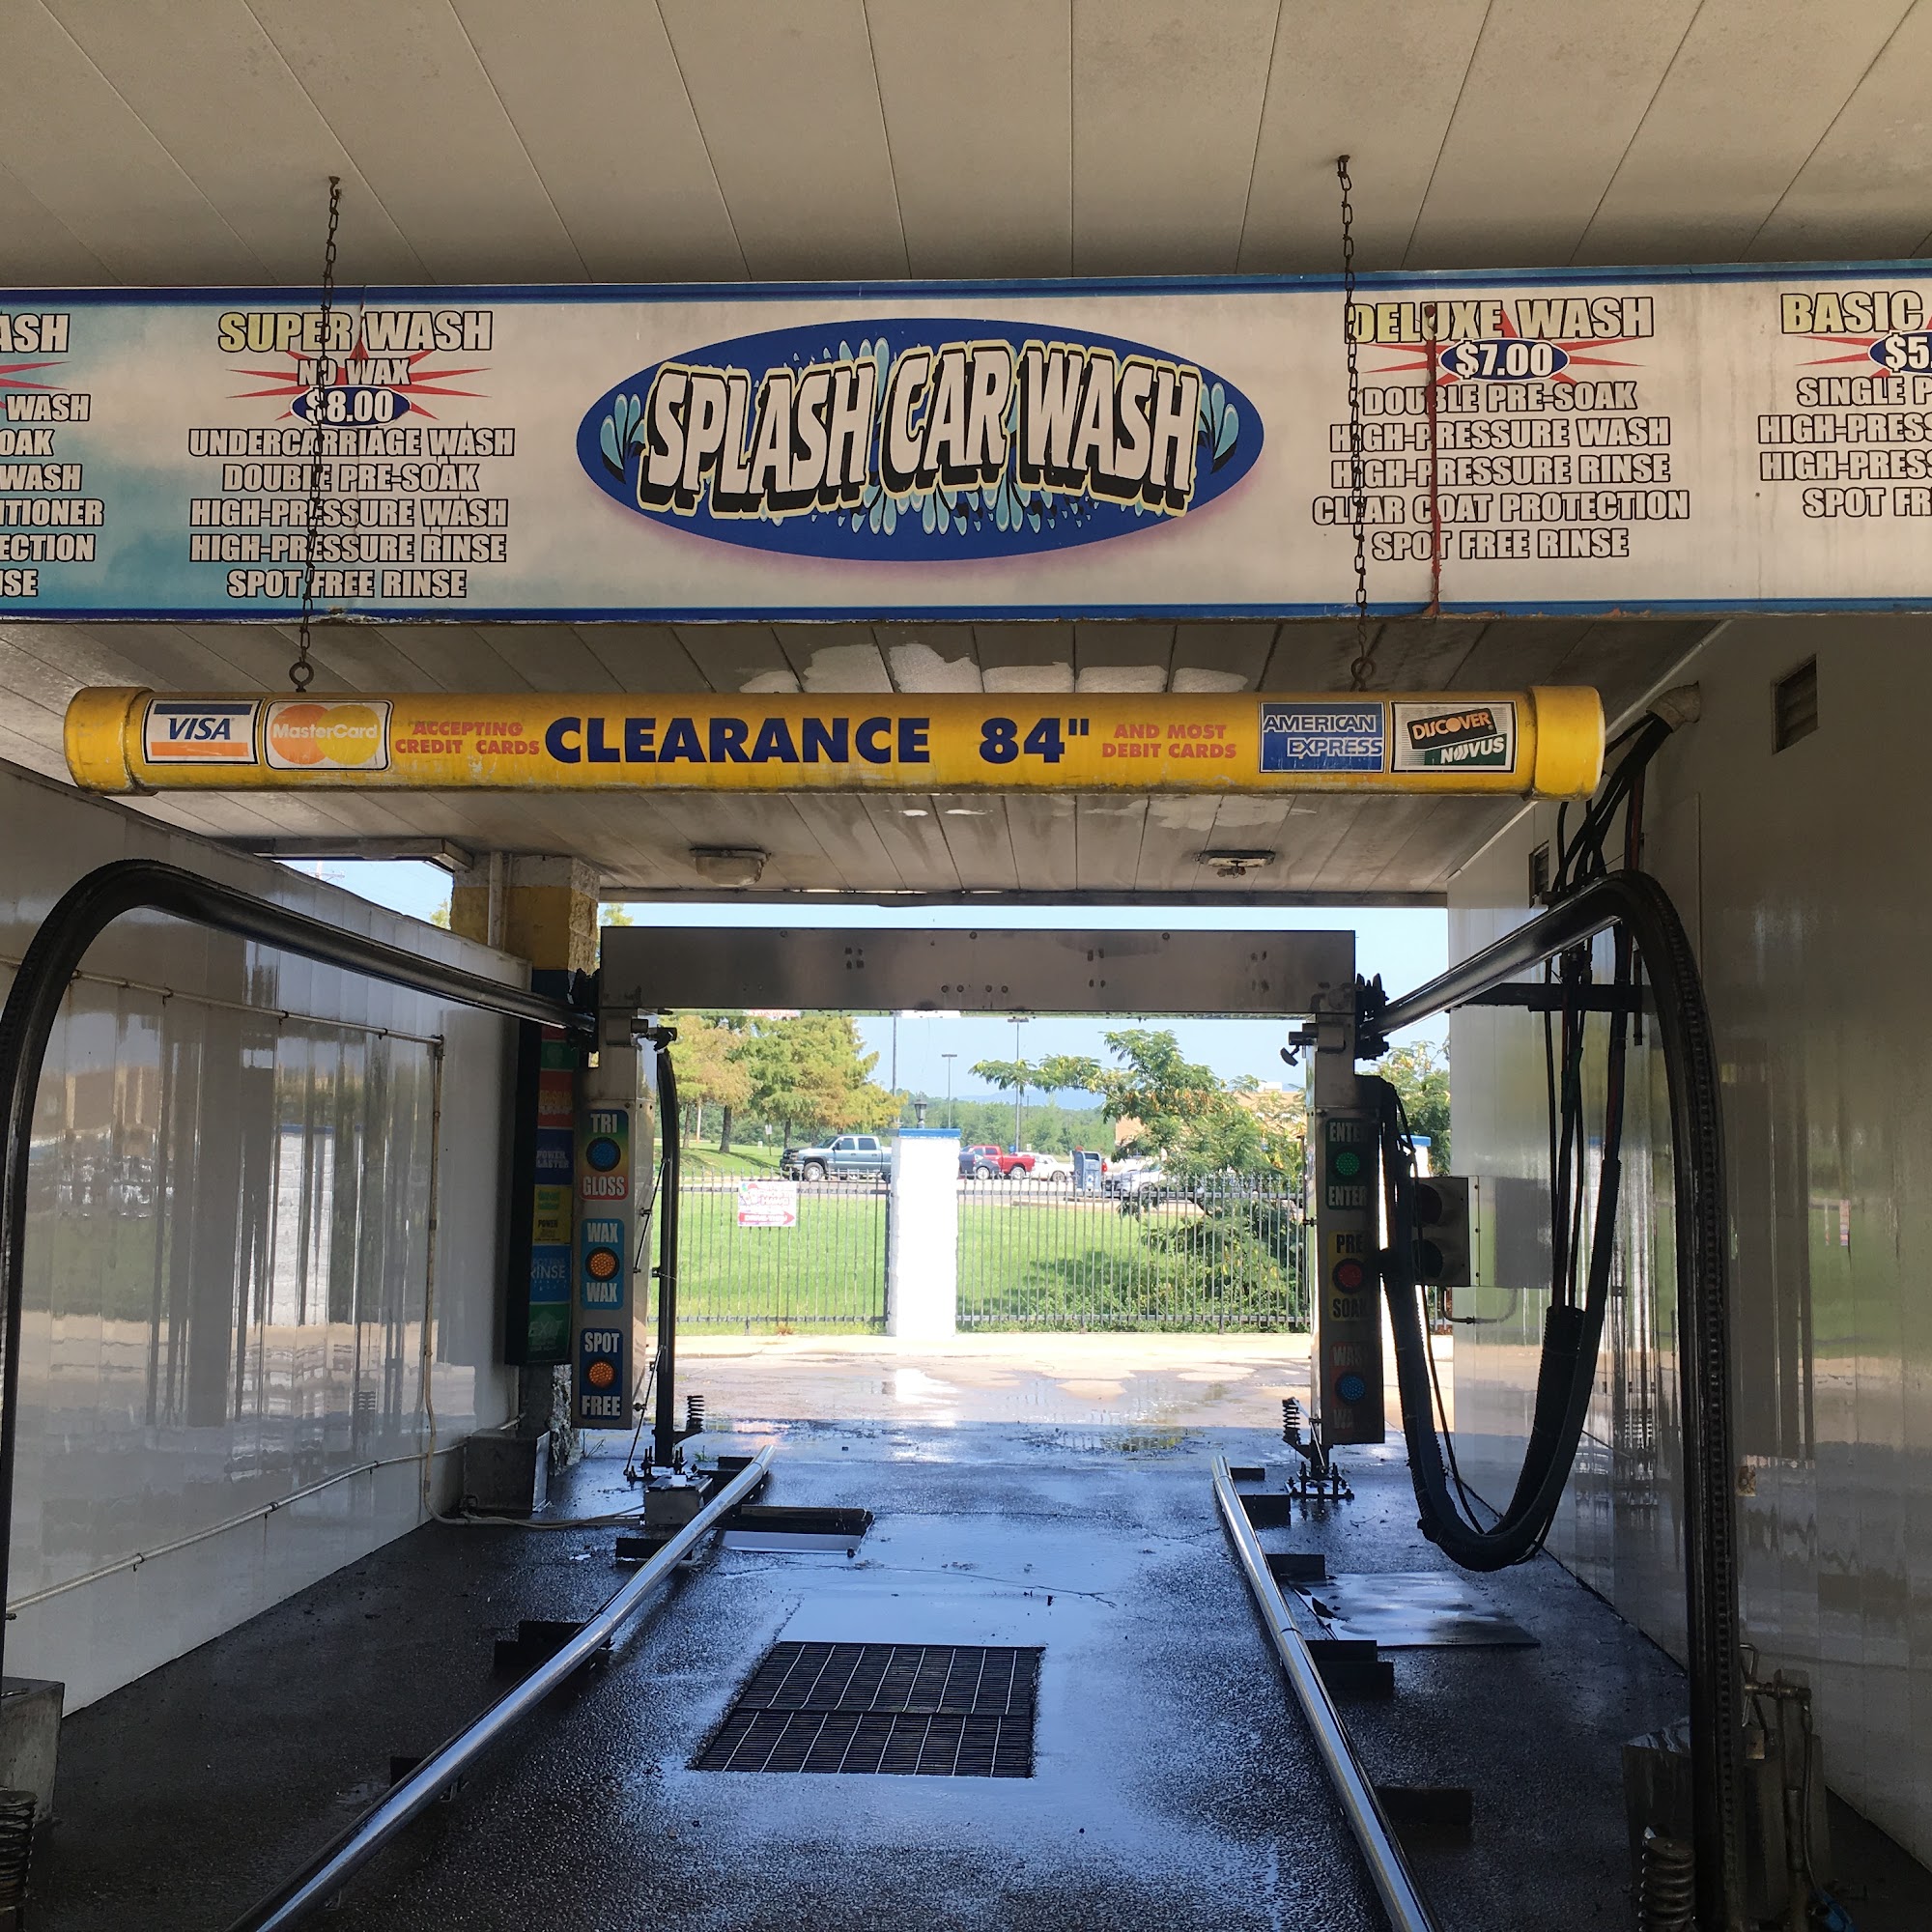 ASH
WASH
OAK
WASH
ITIONER
ECTION
SE
SUPER WASH
NO WAX
$8.00
UNDERCARRIAGE WASH
DOUBLE PRE-SOAK
HIGH-PRESSURE WASH
HIGH-PRESSURE RINSE
SPOT FREE RINSE
SPLASH CAR WASH
DELUXE WASH
$7.00
DOUBLE PRE-SOAK
HIGH-PRESSURE WASH
HIGH-PRESSURE RINSE
CLEAR COAT PROTECTION
SPOT FREE RINSE
BASIC
$5.
SINGLE P
HIGH-PRESS
HIGH-PRESS
SPOT FR
VISA
MasterCard
ACCEPTING
CREDIT CARDS
CLEARANCE 84"
AND MOST
DEBIT CARDS
AMERICAN
EXPRESS
DISCOVER
NOVUS
POWER
RINSE
EXIT
TRI
GLOSS
WAX
WAX
SPOT
FREE
ENTER
ENTER
PRE
SOAK
WAS